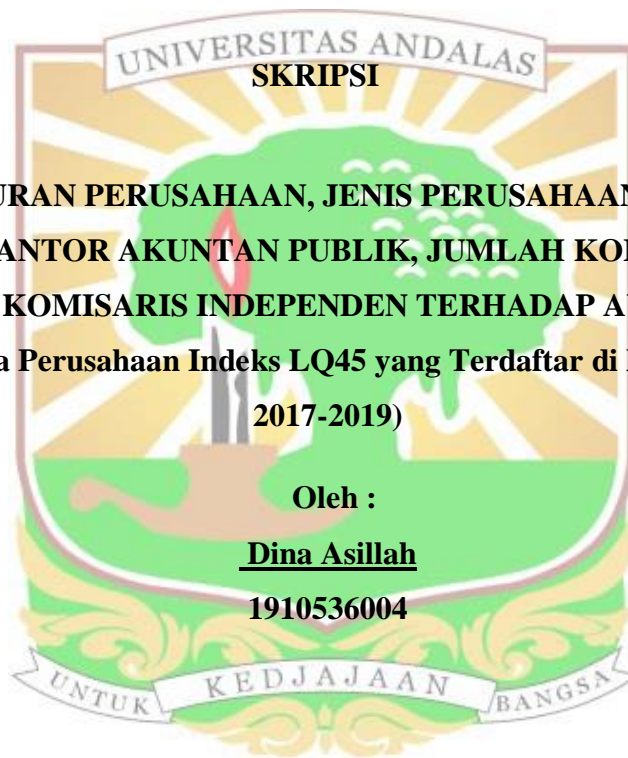 UNIVERSITAS ANDALAS
SKRIPSI
URAN PERUSAHAAN, JENIS PERUSAHAAN
ANTOR AKUNTAN PUBLIK, JUMLAH KO
KOMISARIS INDEPENDEN TERHADAP A
a Perusahaan Indeks LQ45 yang Terdaftar di
2017-2019)
Oleh :
Dina Asillah
1910536004
UNTUK KEDJAJAAN BANGSA